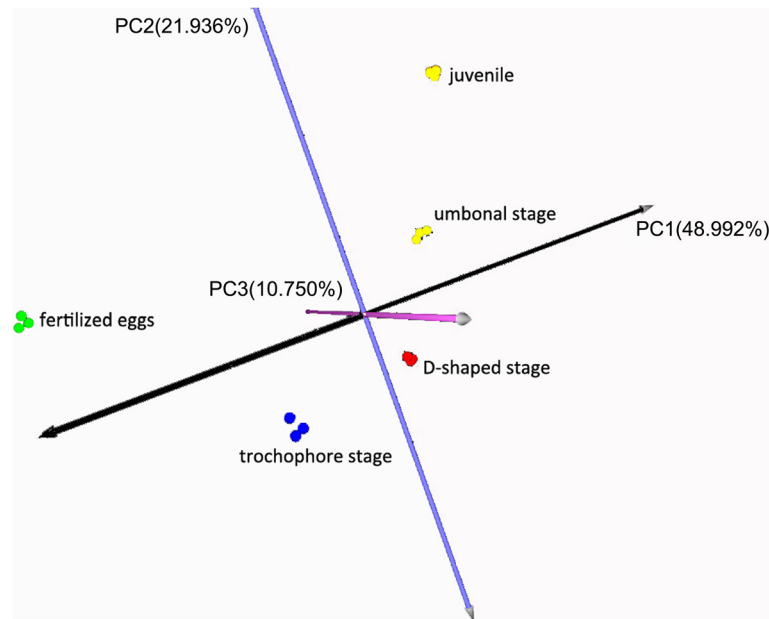 PC2(21.936%)
juvenile
umbonal stage
PC1(48.992%)
PC3(10.750%)
fertilized eggs
D-shaped stage
trochophore stage